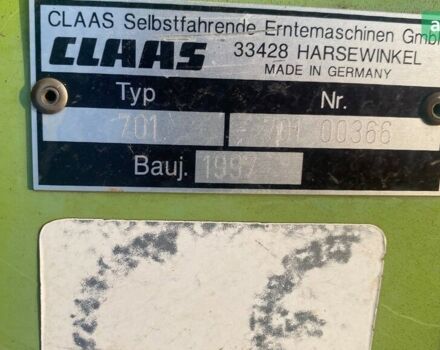 CLAAS Selbstfahrende Erntemaschinen GmbH
CLAAS 33428 HARSEWINKEL
MADE IN GERMANY
Typ Nr.
701 701 00366
Bauj. 1997